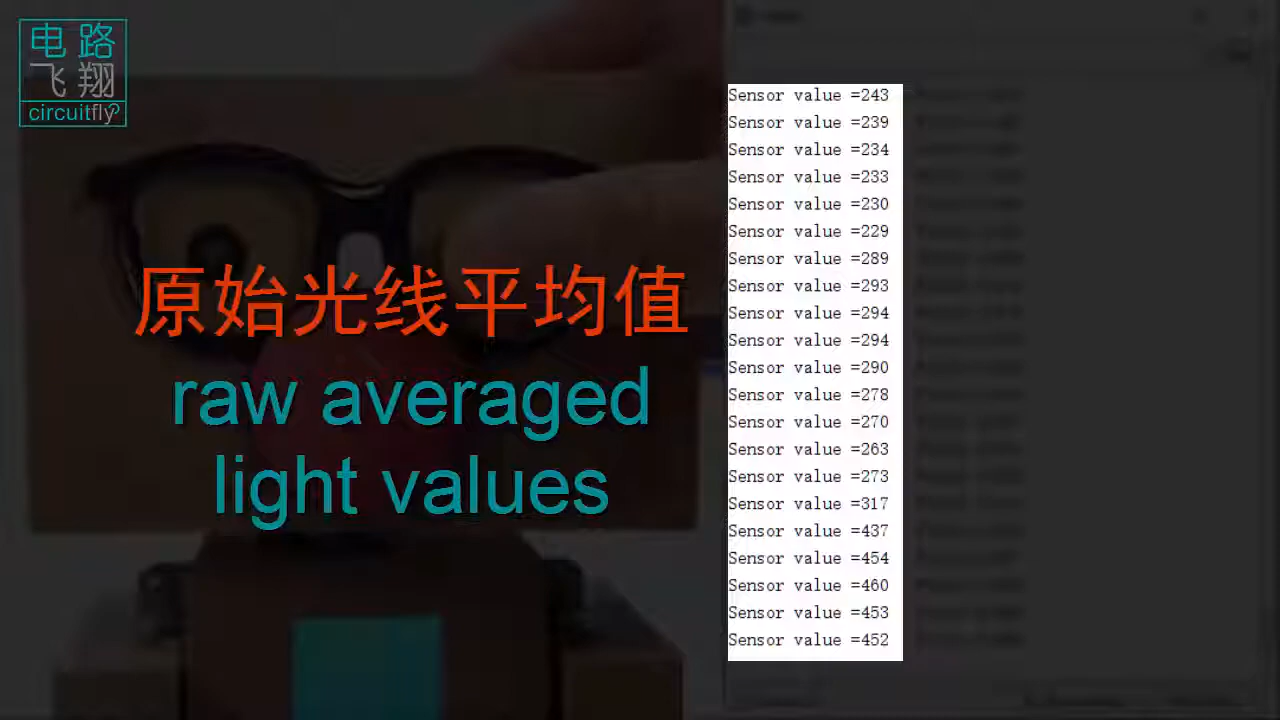 电路
飞翔
circuitfly
原始光线平均值
raw averaged
light values
Sensor value =243
Sensor value =239
Sensor value =234
Sensor value =233
Sensor value =230
Sensor value =229
Sensor value =289
Sensor value =293
Sensor value =294
Sensor value =294
Sensor value =290
Sensor value =278
Sensor value =270
Sensor value =263
Sensor value =273
Sensor value =317
Sensor value =437
Sensor value =454
Sensor value =460
Sensor value =453
Sensor value =452